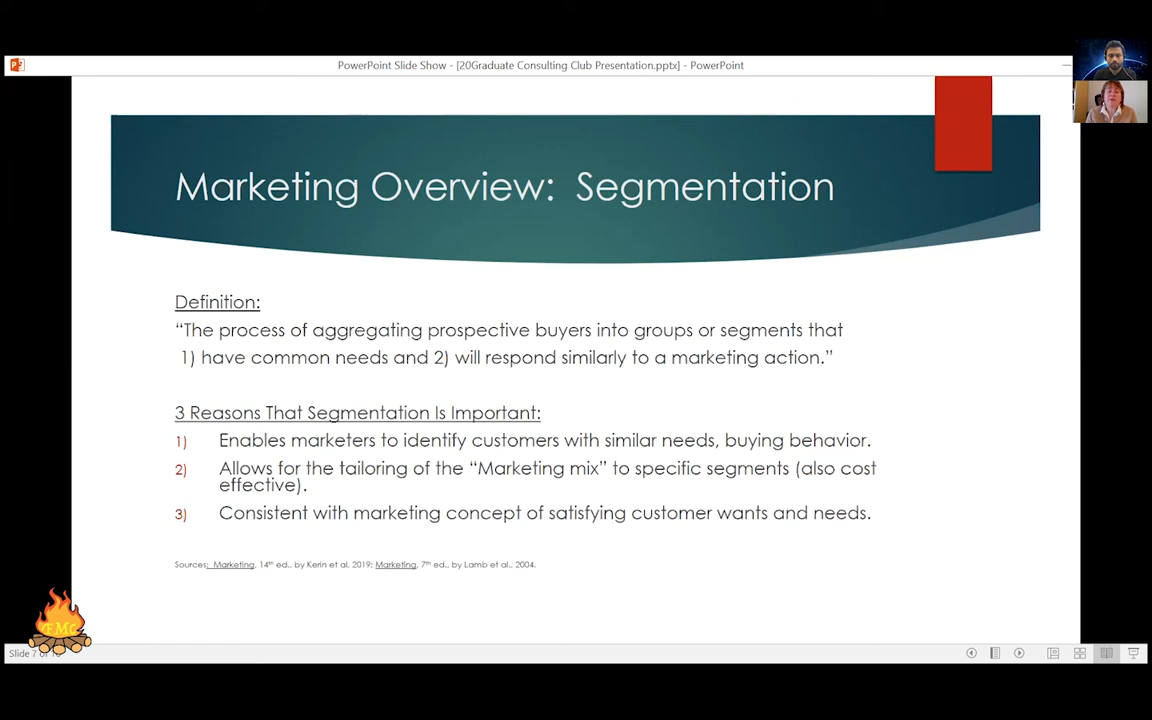 PowerPoint Slide Show - [20Graduate Consulting Club Presentation.pptx] - PowerPoint
Marketing Overview: Segmentation
Definition:
“The process of aggregating prospective buyers into groups or segments that
1) have common needs and 2) will respond similarly to a marketing action.”
3 Reasons That Segmentation Is Important:
1) Enables marketers to identify customers with similar needs, buying behavior.
2) Allows for the tailoring of the “Marketing mix” to specific segments (also cost
effective).
3) Consistent with marketing concept of satisfying customer wants and needs.
Sources: Marketing, 14th ed., by Kerin et al, 2019; Marketing, 7th ed., by Lamb et al., 2004.
FMC
Slide 7 of